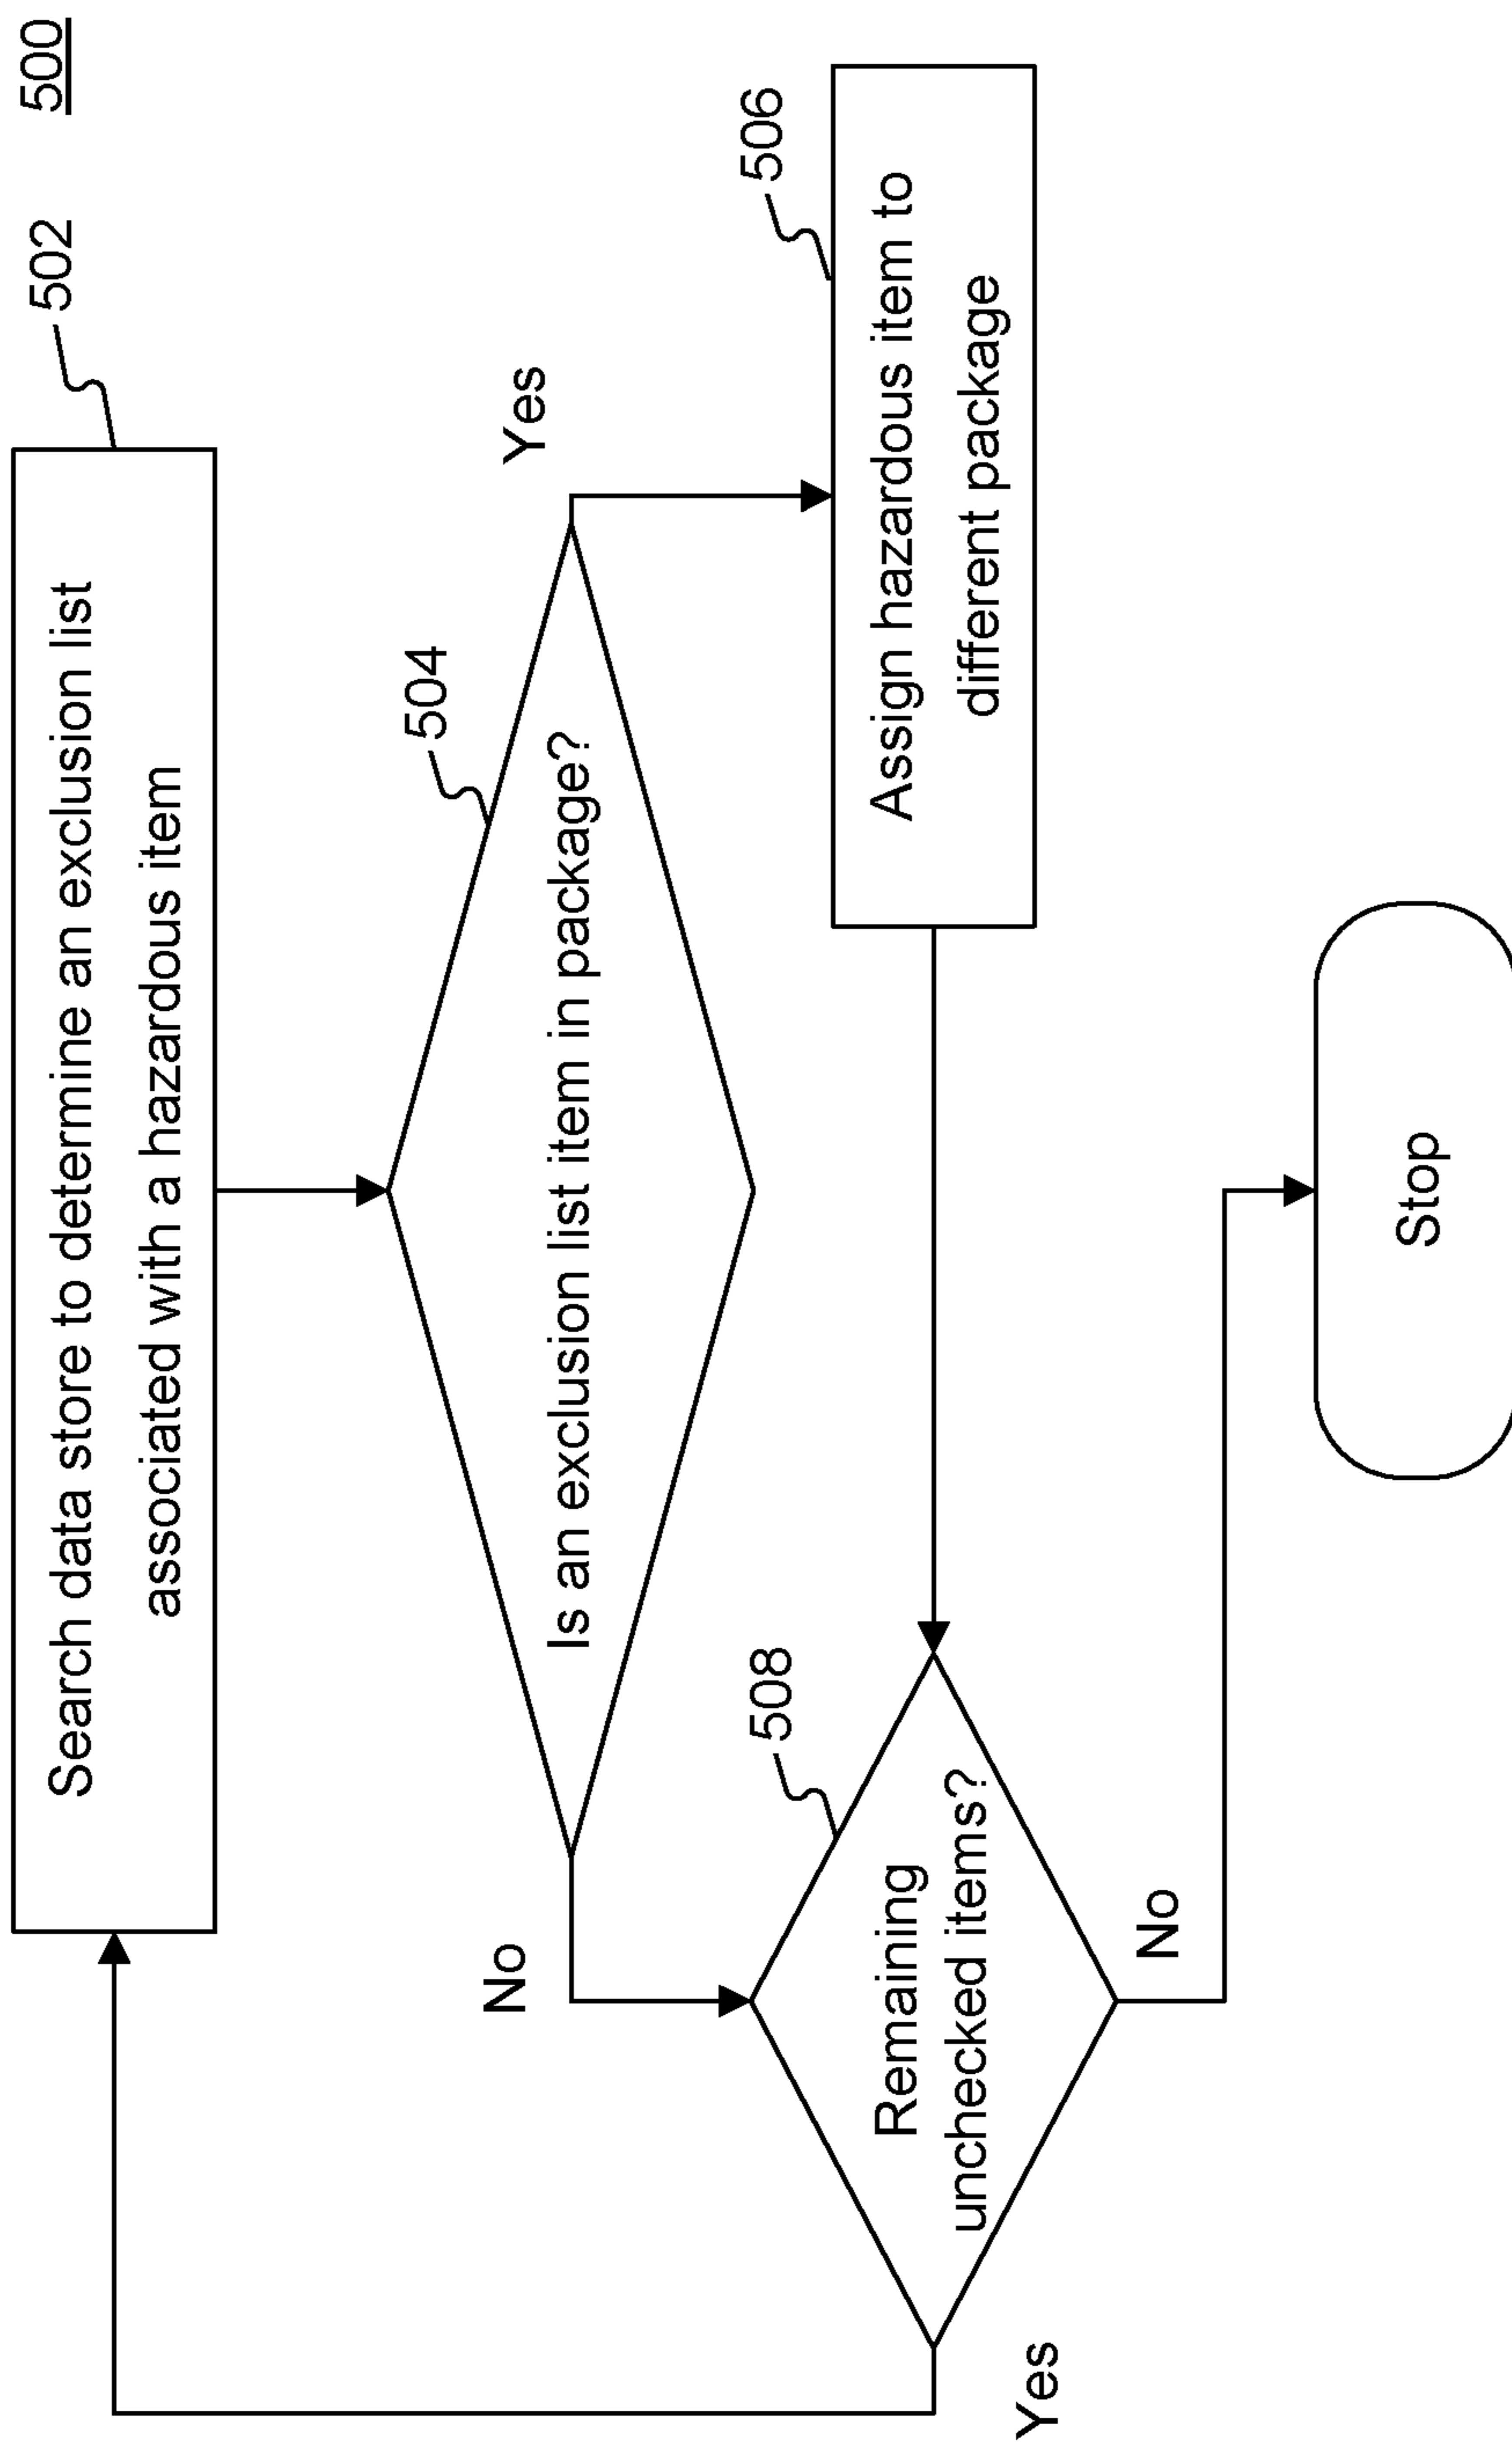 500
502
Search data store to determine an exclusion list
associated with a hazardous item
504
Is an exclusion list item in package?
Yes
No
506
Assign hazardous item to
different package
508
Remaining
unchecked items?
Yes
No
Stop